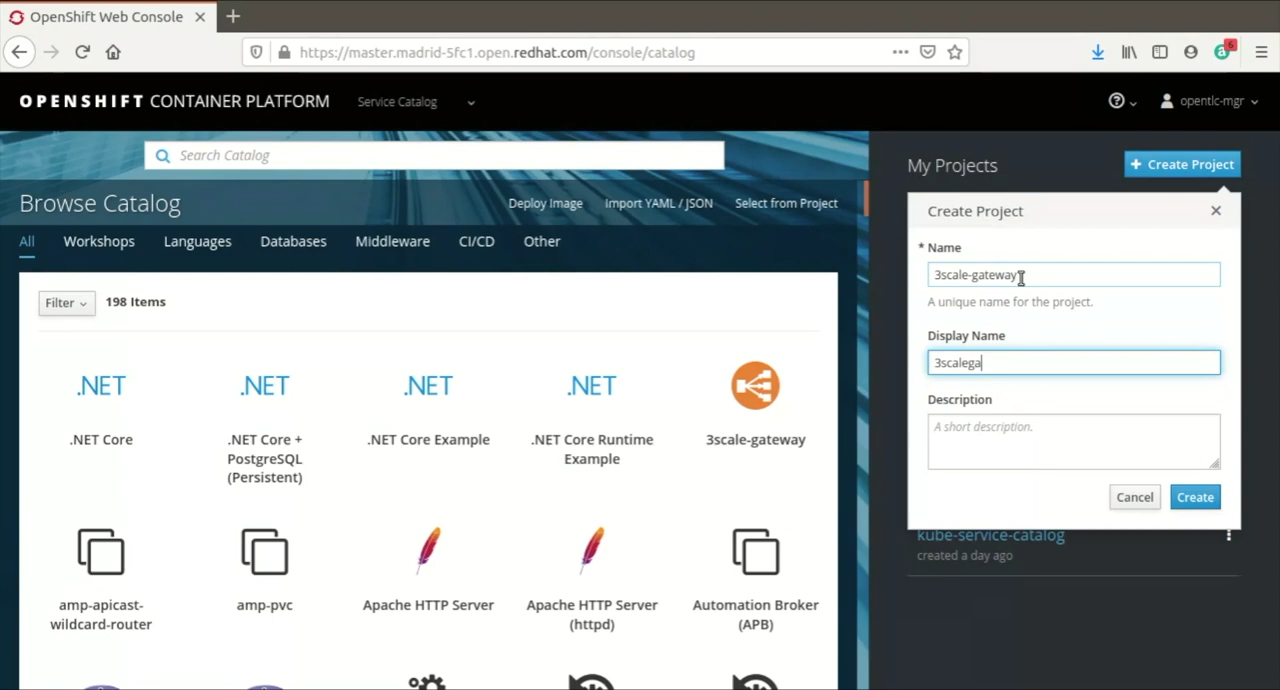 OpenShift Web Console
https://master.madrid-5fc1.open.redhat.com/console/catalog
6
OPENSHIFT CONTAINER PLATFORM
Service Catalog
opentlc-mgr
Search Catalog
Browse Catalog
Deploy Image
Import YAML / JSON
Select from Project
All
Workshops
Languages
Databases
Middleware
CI/CD
Other
Filter
198 Items
.NET
.NET
.NET
.NET
.NET Core
.NET Core +
PostgreSQL
(Persistent)
.NET Core Example
.NET Core Runtime
Example
3scale-gateway
amp-apicast-
wildcard-router
amp-pvc
Apache HTTP Server
Apache HTTP Server
(httpd)
Automation Broker
(APB)
My Projects
+ Create Project
Create Project
* Name
3scale-gateway
A unique name for the project.
Display Name
3scalega
Description
A short description.
Cancel
Create
kube-service-catalog
created a day ago